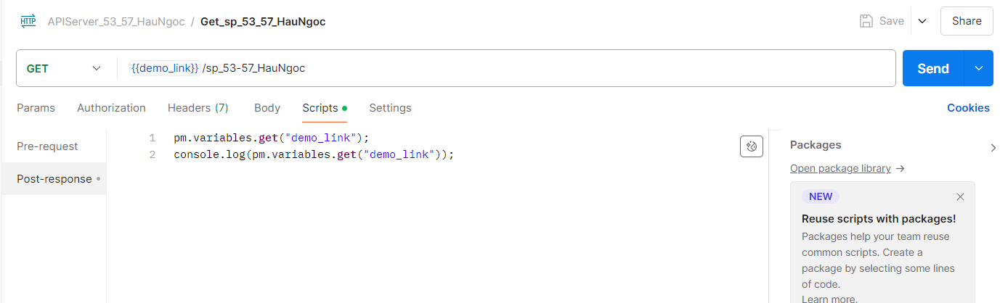 HTTP APIServer_53_57_HauNgoc / Get_sp_53_57_HauNgoc Save Share
GET {{demo_link}} /sp_53-57_HauNgoc Send
Params Authorization Headers (7) Body Scripts Settings Cookies
Pre-request
Post-response
1 pm.variables.get("demo_link");
2 console.log(pm.variables.get("demo_link"));
Packages
Open package library →
NEW
Reuse scripts with packages!
Packages help your team reuse
common scripts. Create a
package by selecting some lines
of code.
Learn more.